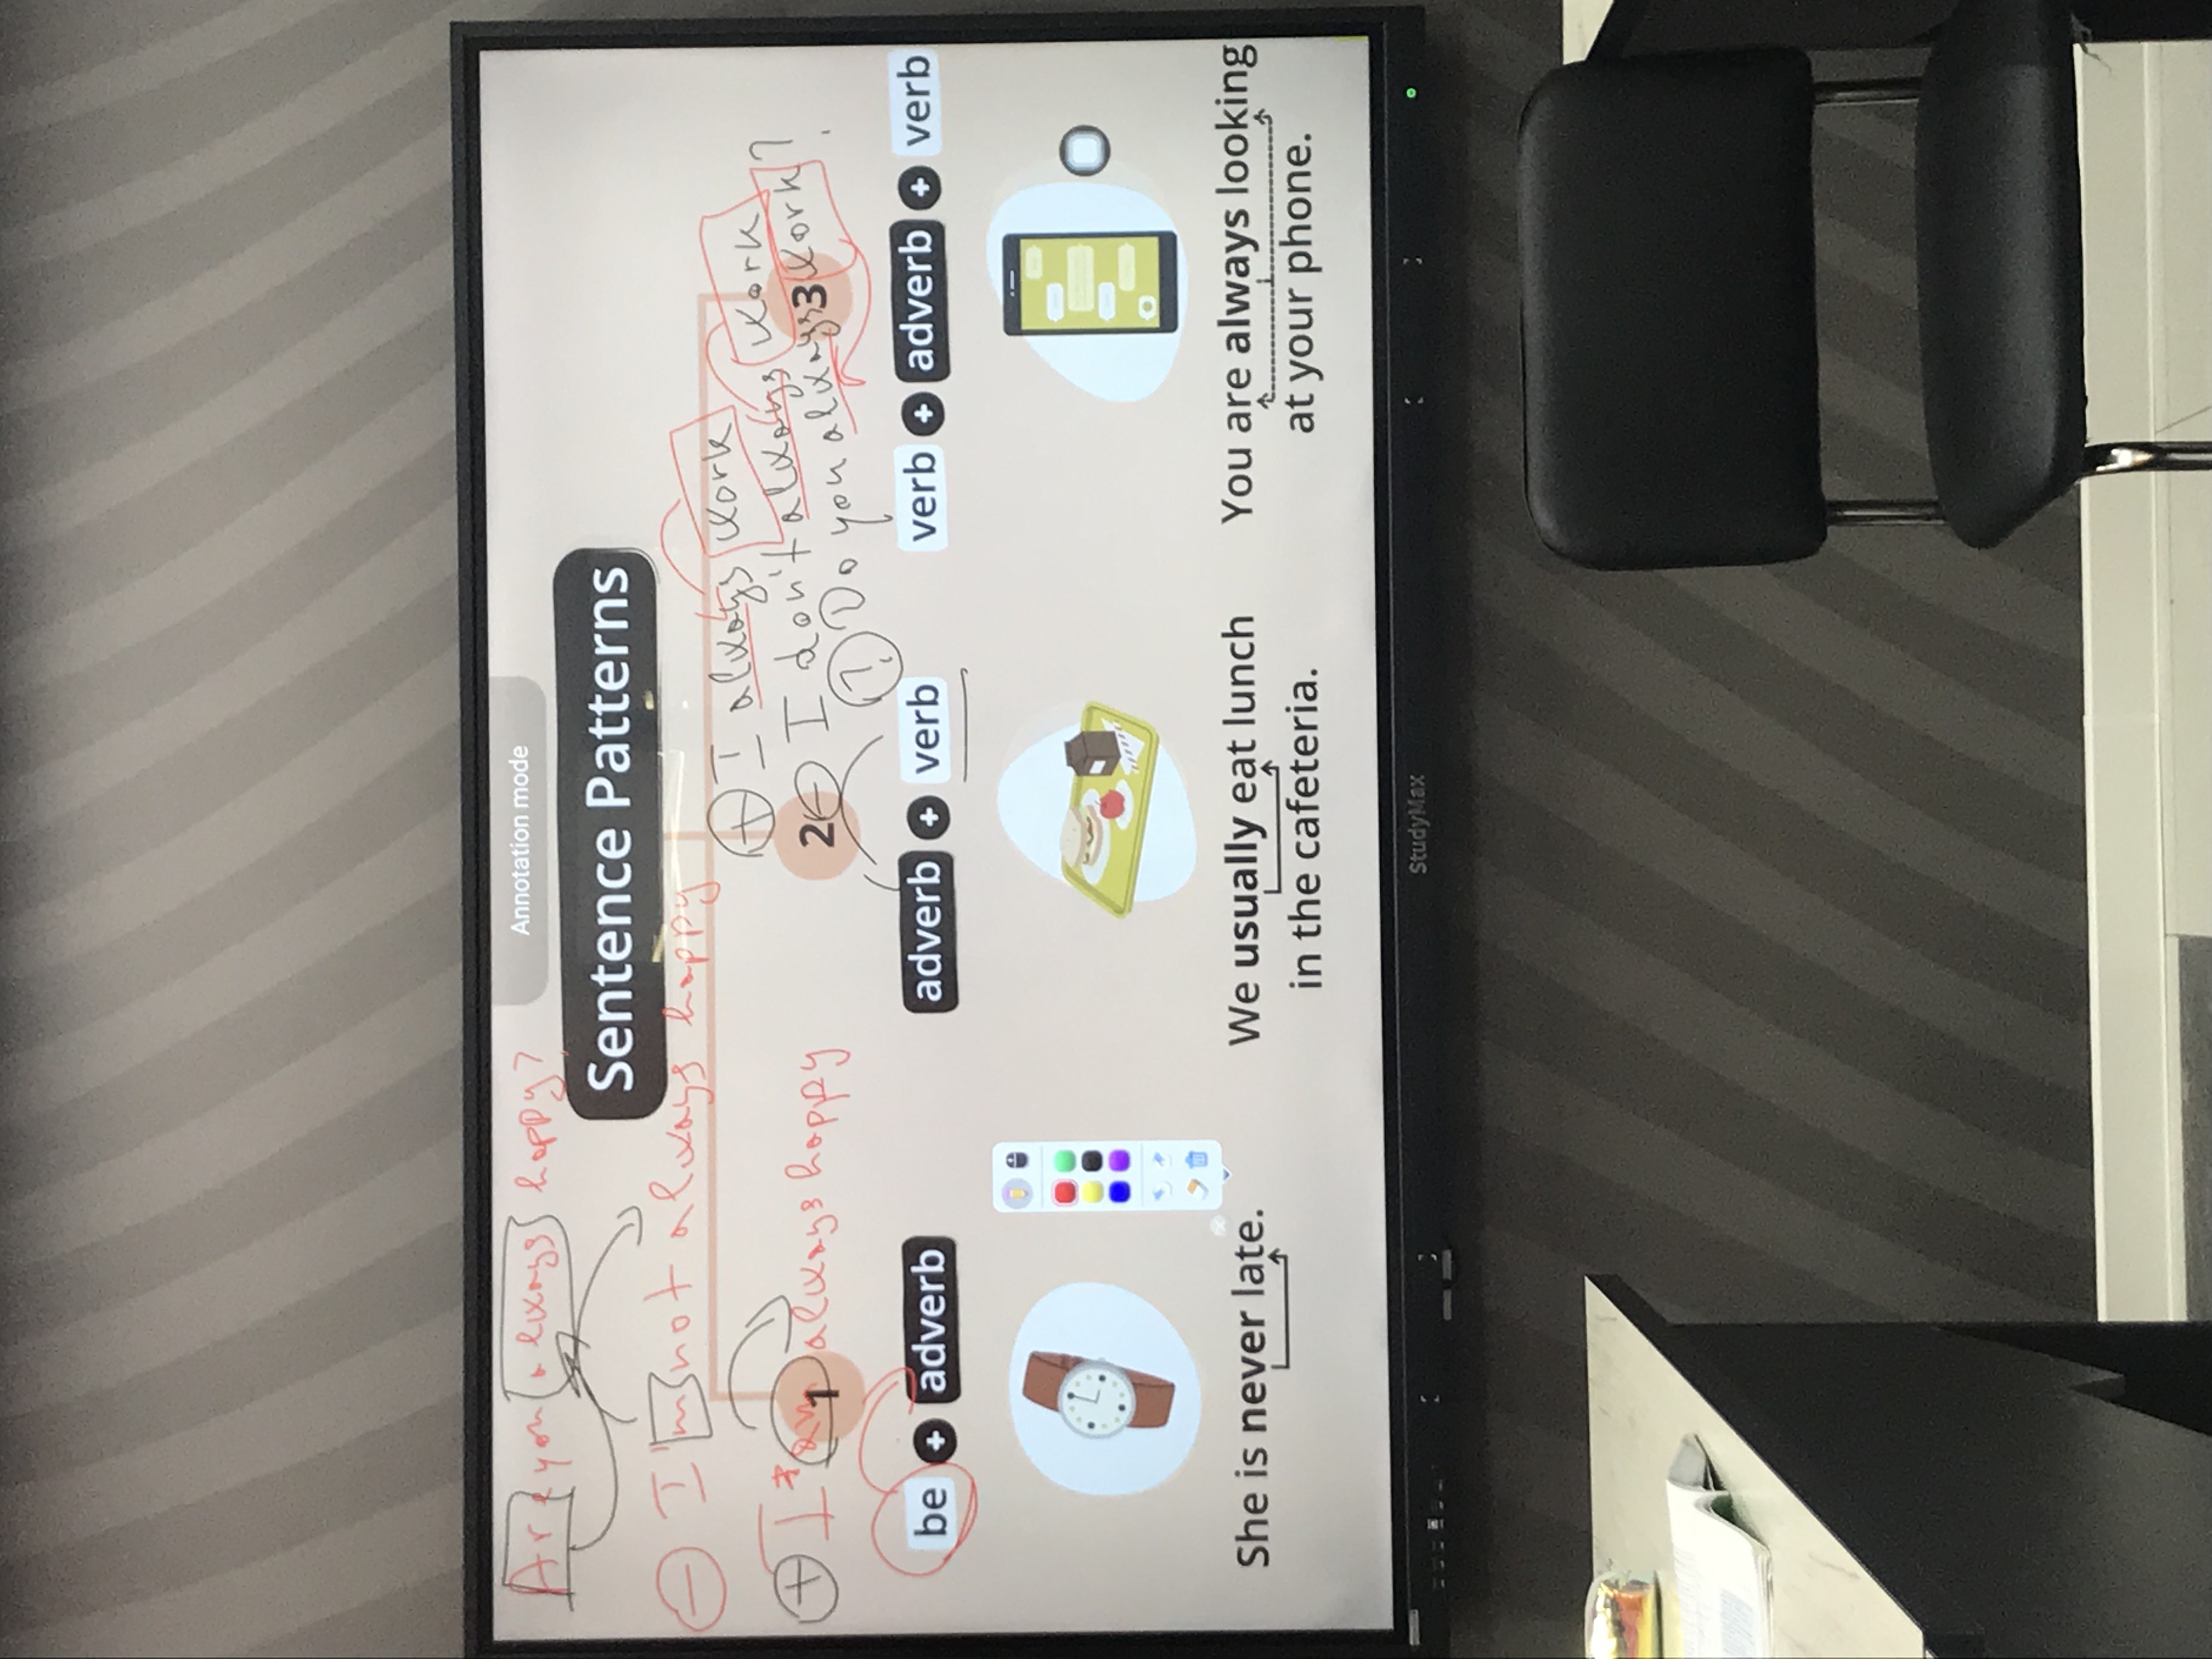 Annotation mode
Are you always happy?
Sentence Patterns
− I'm not always happy
+ I am always happy
+ I always work
− I don't always work
? Do you always work?
1
2
3
be + adverb
adverb + verb
verb + adverb + verb
She is never late.
We usually eat lunch
in the cafeteria.
You are always looking
at your phone.
StudyMax